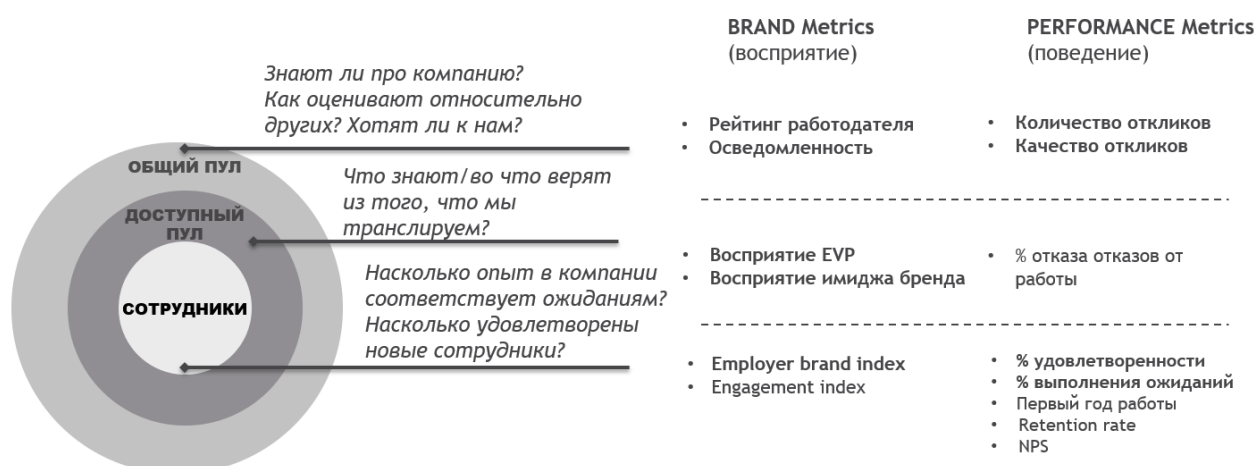 BRAND Metrics
(восприятие)
PERFORMANCE Metrics
(поведение)
Знают ли про компанию?
Как оценивают относительно
других? Хотят ли к нам?
• Рейтинг работодателя
• Осведомленность
• Количество откликов
• Качество откликов
ОБЩИЙ ПУЛ
Что знают/во что верят
из того, что мы
транслируем?
ДОСТУПНЫЙ
ПУЛ
• Восприятие EVP
• Восприятие имиджа бренда
• % отказа отказов от
работы
Насколько опыт в компании
соответствует ожиданиям?
Насколько удовлетворены
новые сотрудники?
СОТРУДНИКИ
• Employer brand index
• Engagement index
• % удовлетворенности
• % выполнения ожиданий
• Первый год работы
• Retention rate
• NPS